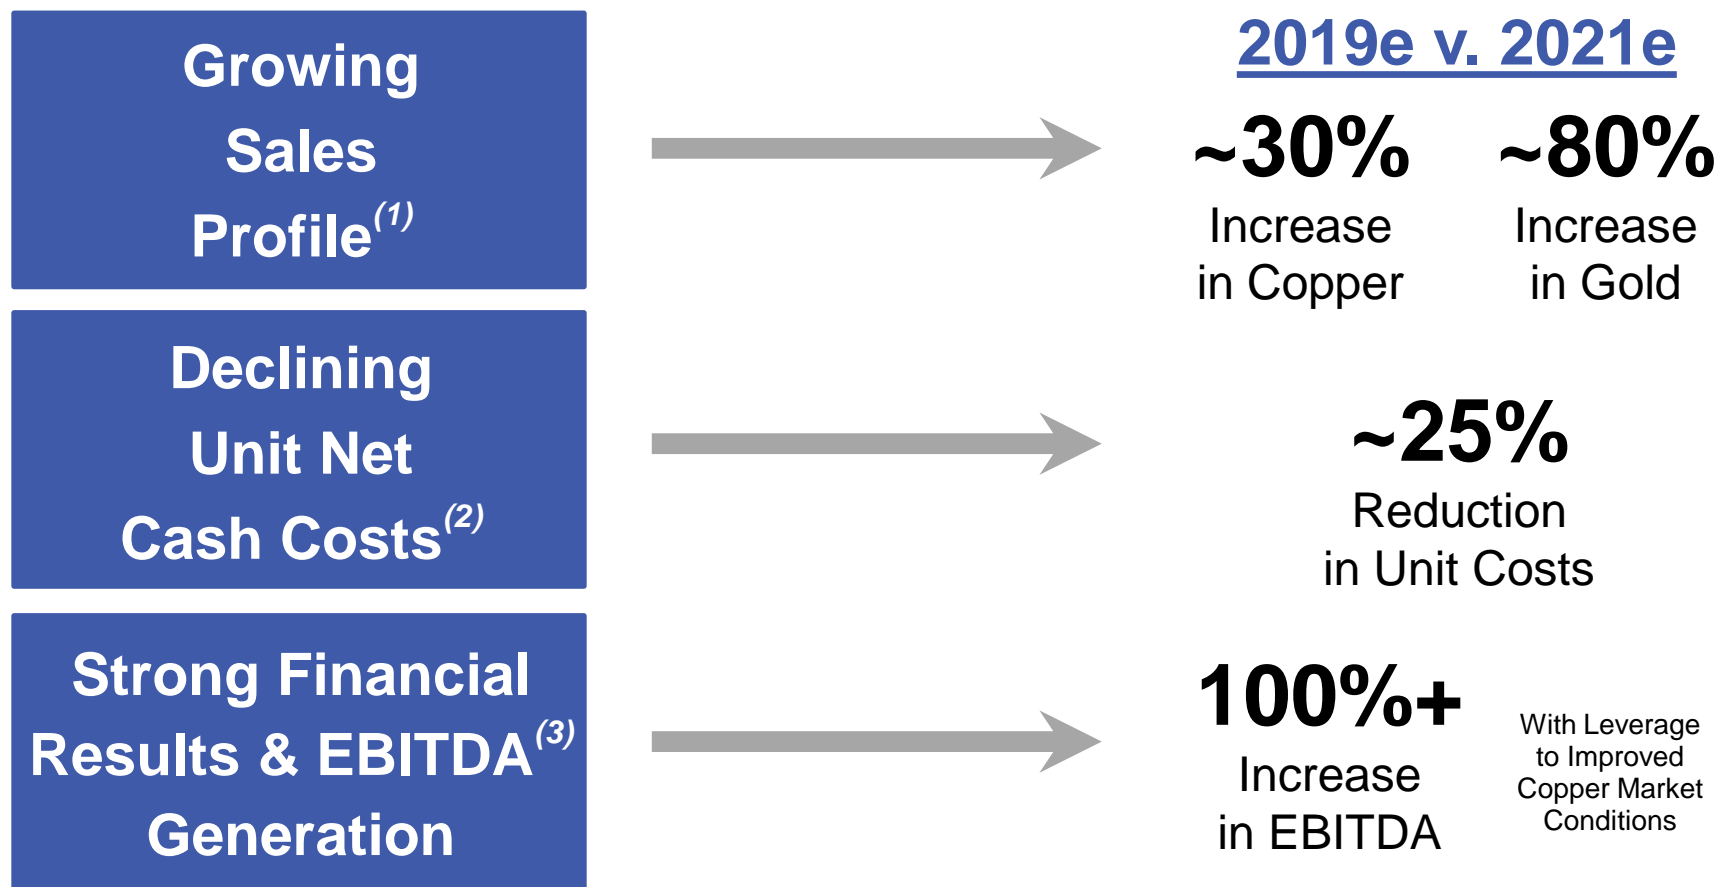 Growing
Sales
Profile(1)
2019e v. 2021e
~30%
Increase
in Copper
~80%
Increase
in Gold
Declining
Unit Net
Cash Costs(2)
~25%
Reduction
in Unit Costs
Strong Financial
Results & EBITDA(3)
Generation
100%+
Increase
in EBITDA
With Leverage
to Improved
Copper Market
Conditions